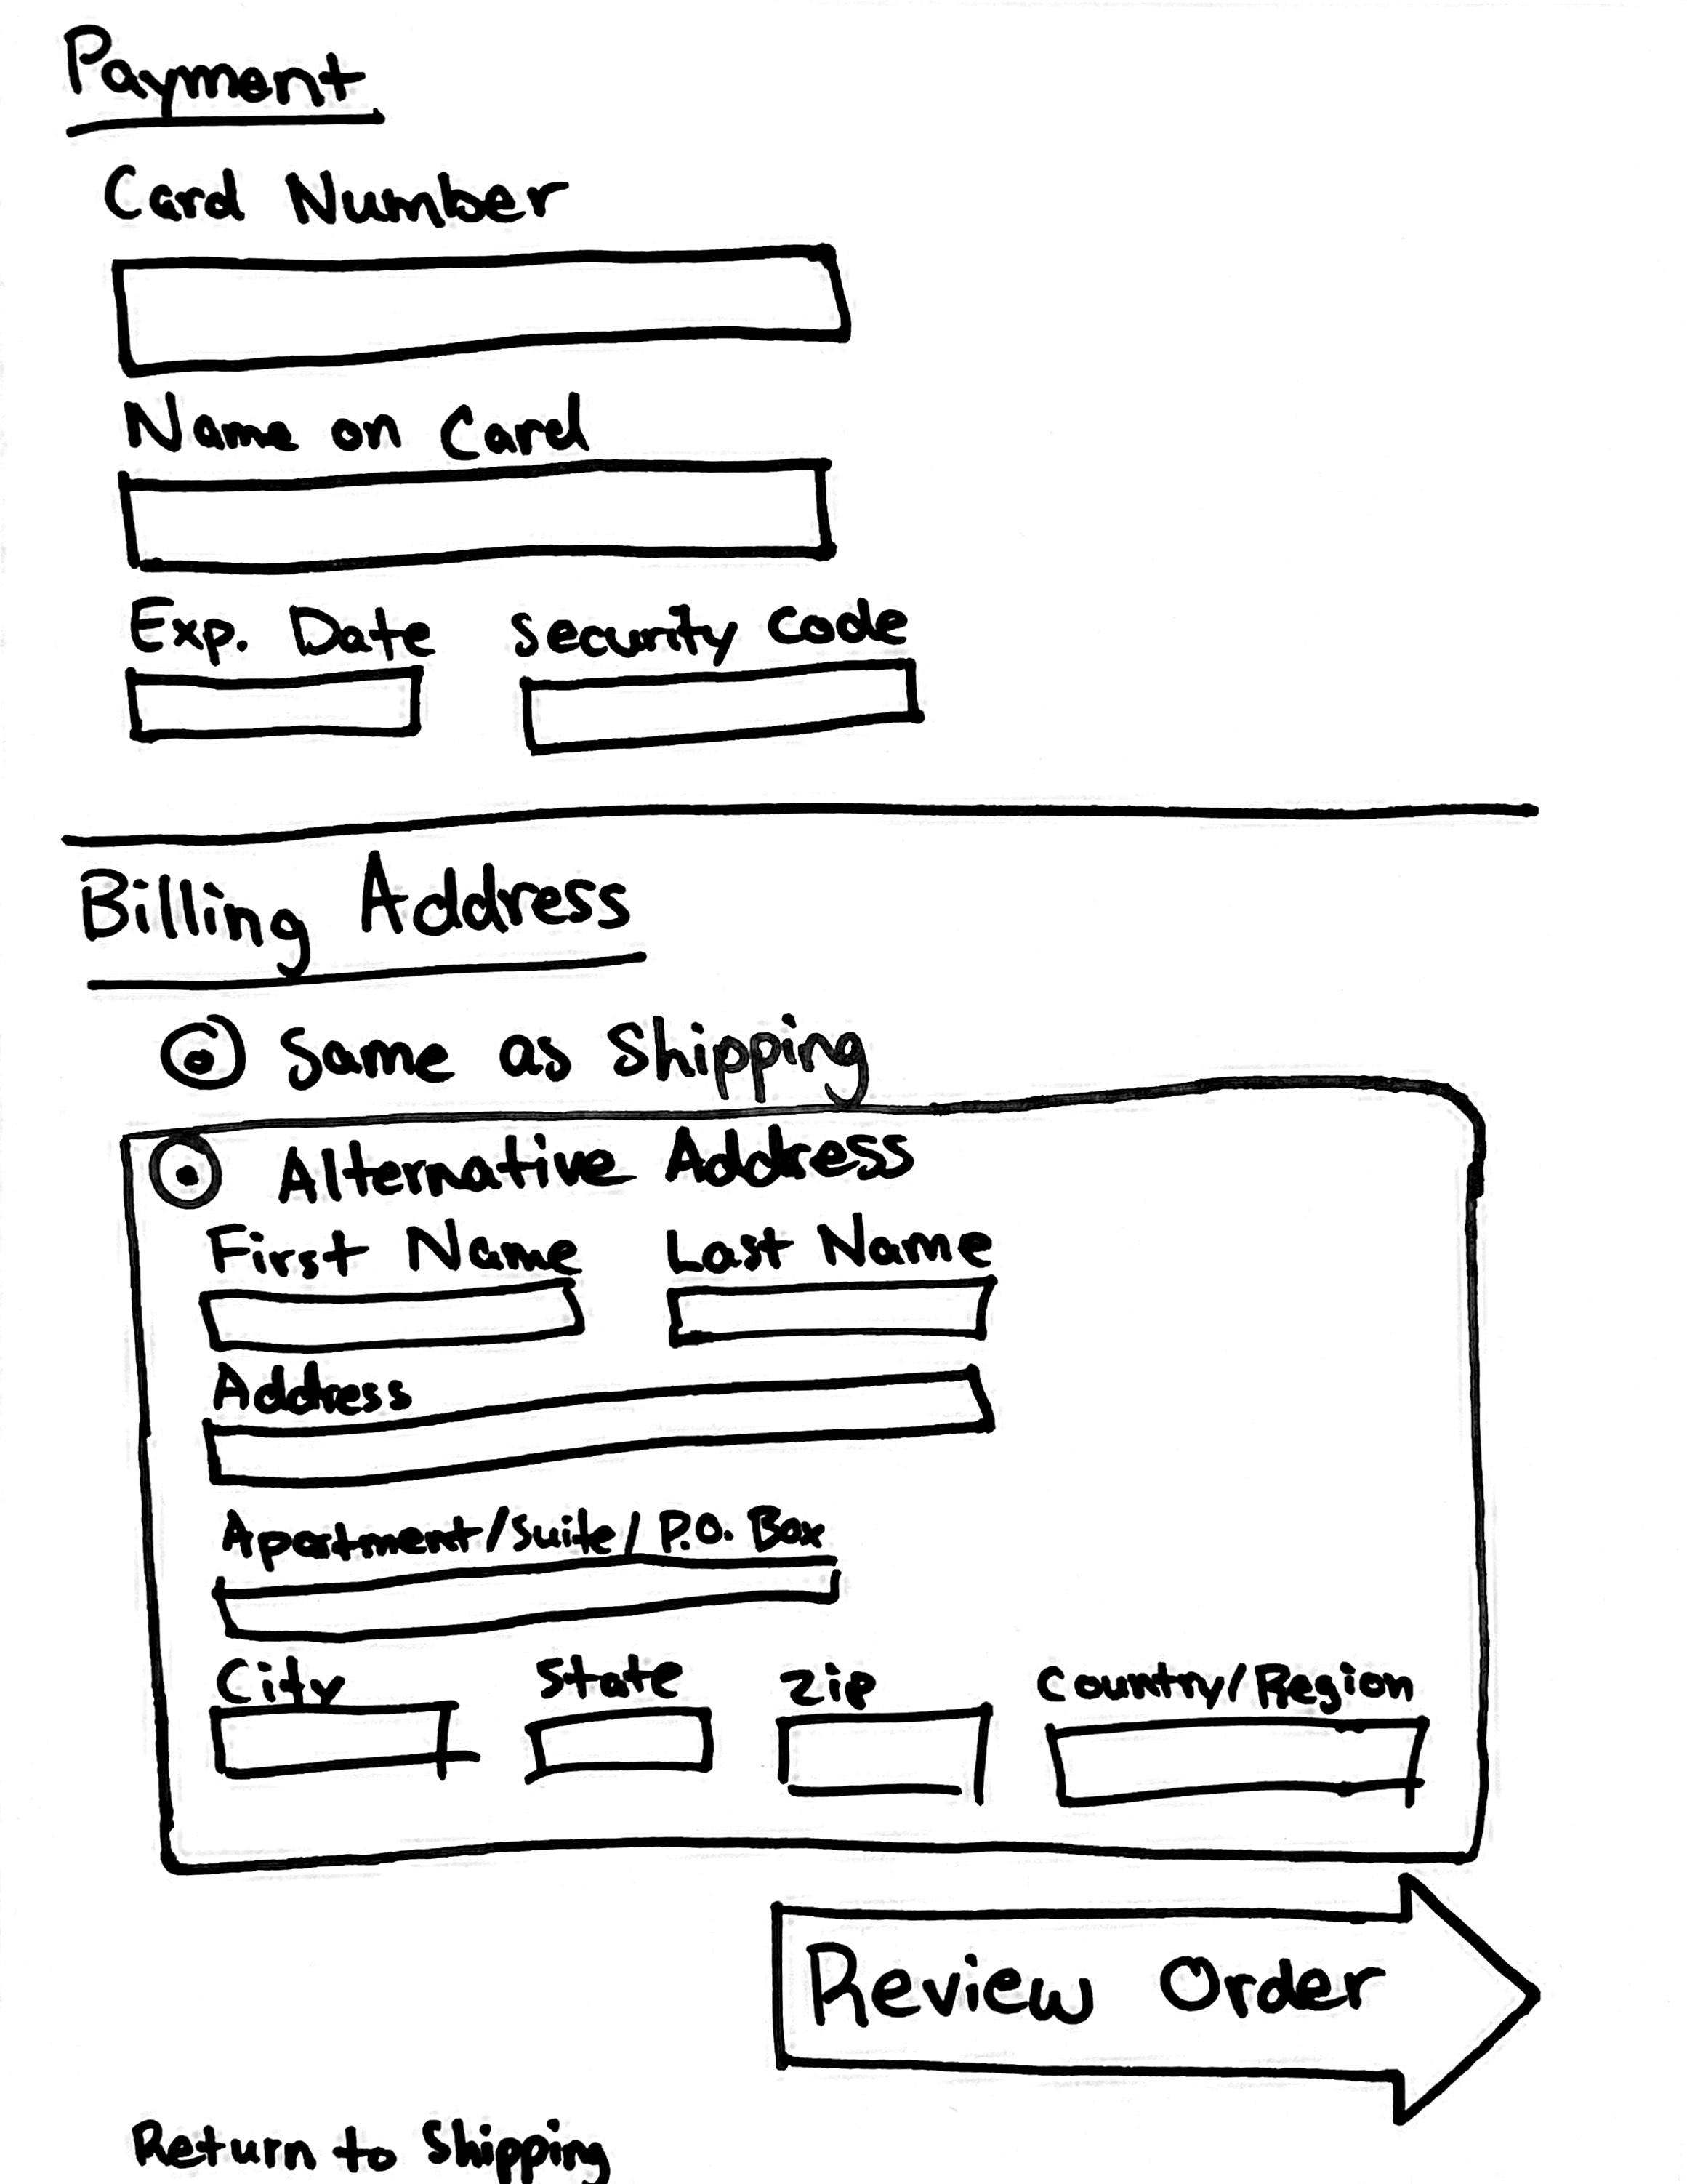 Payment
Card Number
Name on Card
Exp. Date Security Code
Billing Address
Same as Shipping
Alternative Address
First Name Last Name
Address
Apartment/Suite/P.O. Box
City State Zip Country/Region
Review Order
Return to Shipping